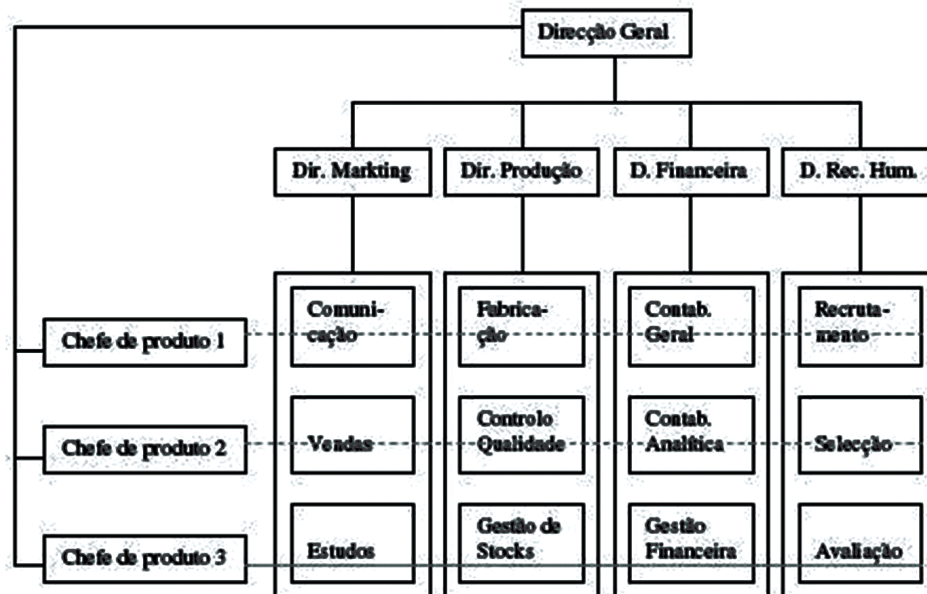 Direcção Geral
Dir. Markting
Dir. Produção
D. Financeira
D. Rec. Hum.
Chefe de produto 1
Comuni-
cação
Fabrica-
ção
Contab.
Geral
Recruta-
mento
Chefe de produto 2
Vendas
Controlo
Qualidade
Contab.
Analítica
Selecção
Chefe de produto 3
Estudos
Gestão de
Stocks
Gestão
Financeira
Avaliação